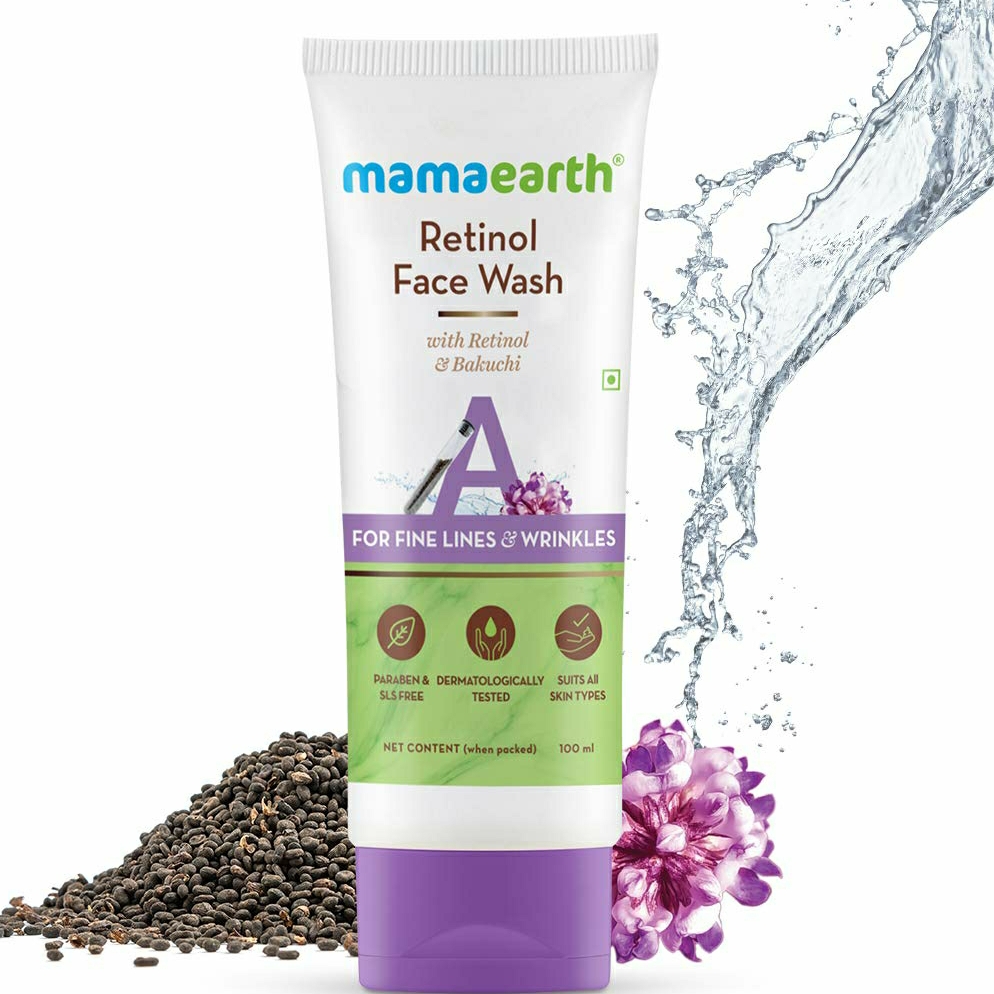 mamaearth®
Retinol
Face Wash
with Retinol
& Bakuchi
A
FOR FINE LINES & WRINKLES
PARABEN &
SLS FREE
DERMATOLOGICALLY
TESTED
SUITS All
SKIN TYPES
NET CONTENT (when packed) 100 ml